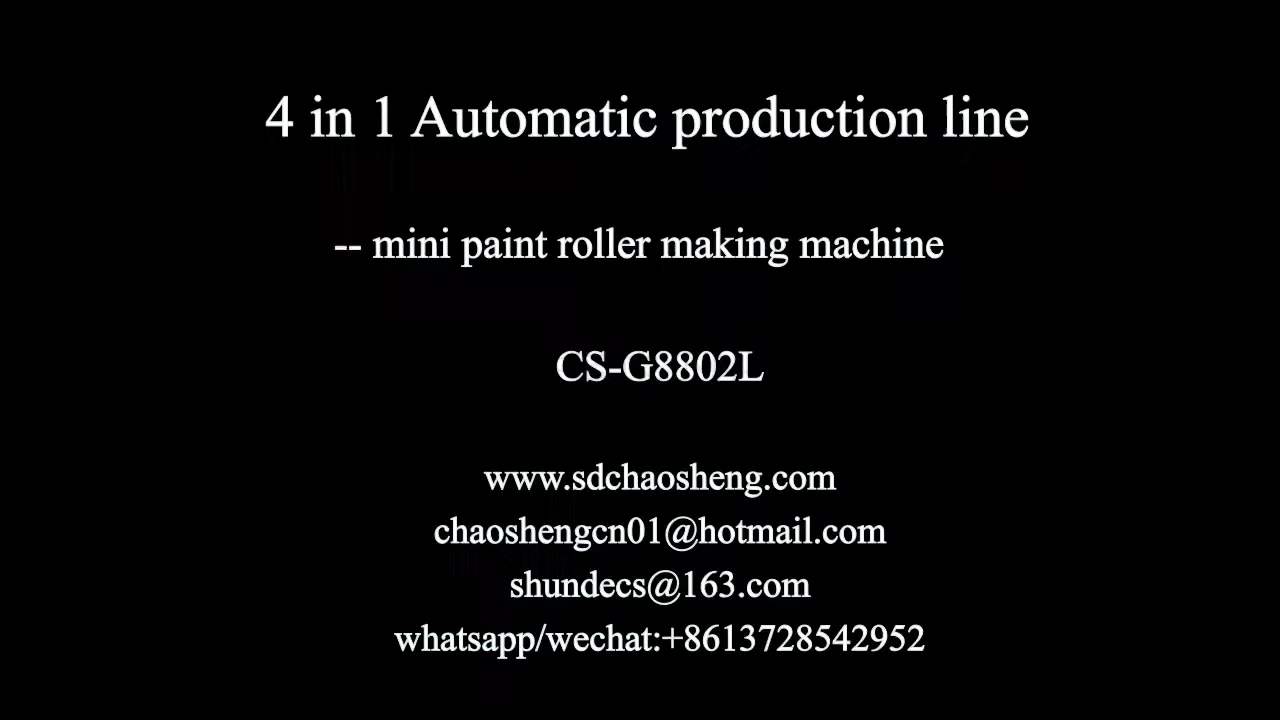 4 in 1 Automatic production line
-- mini paint roller making machine
CS-G8802L
www.sdchaosheng.com
chaoshengcn01@hotmail.com
shundecs@163.com
whatsapp/wechat:+8613728542952